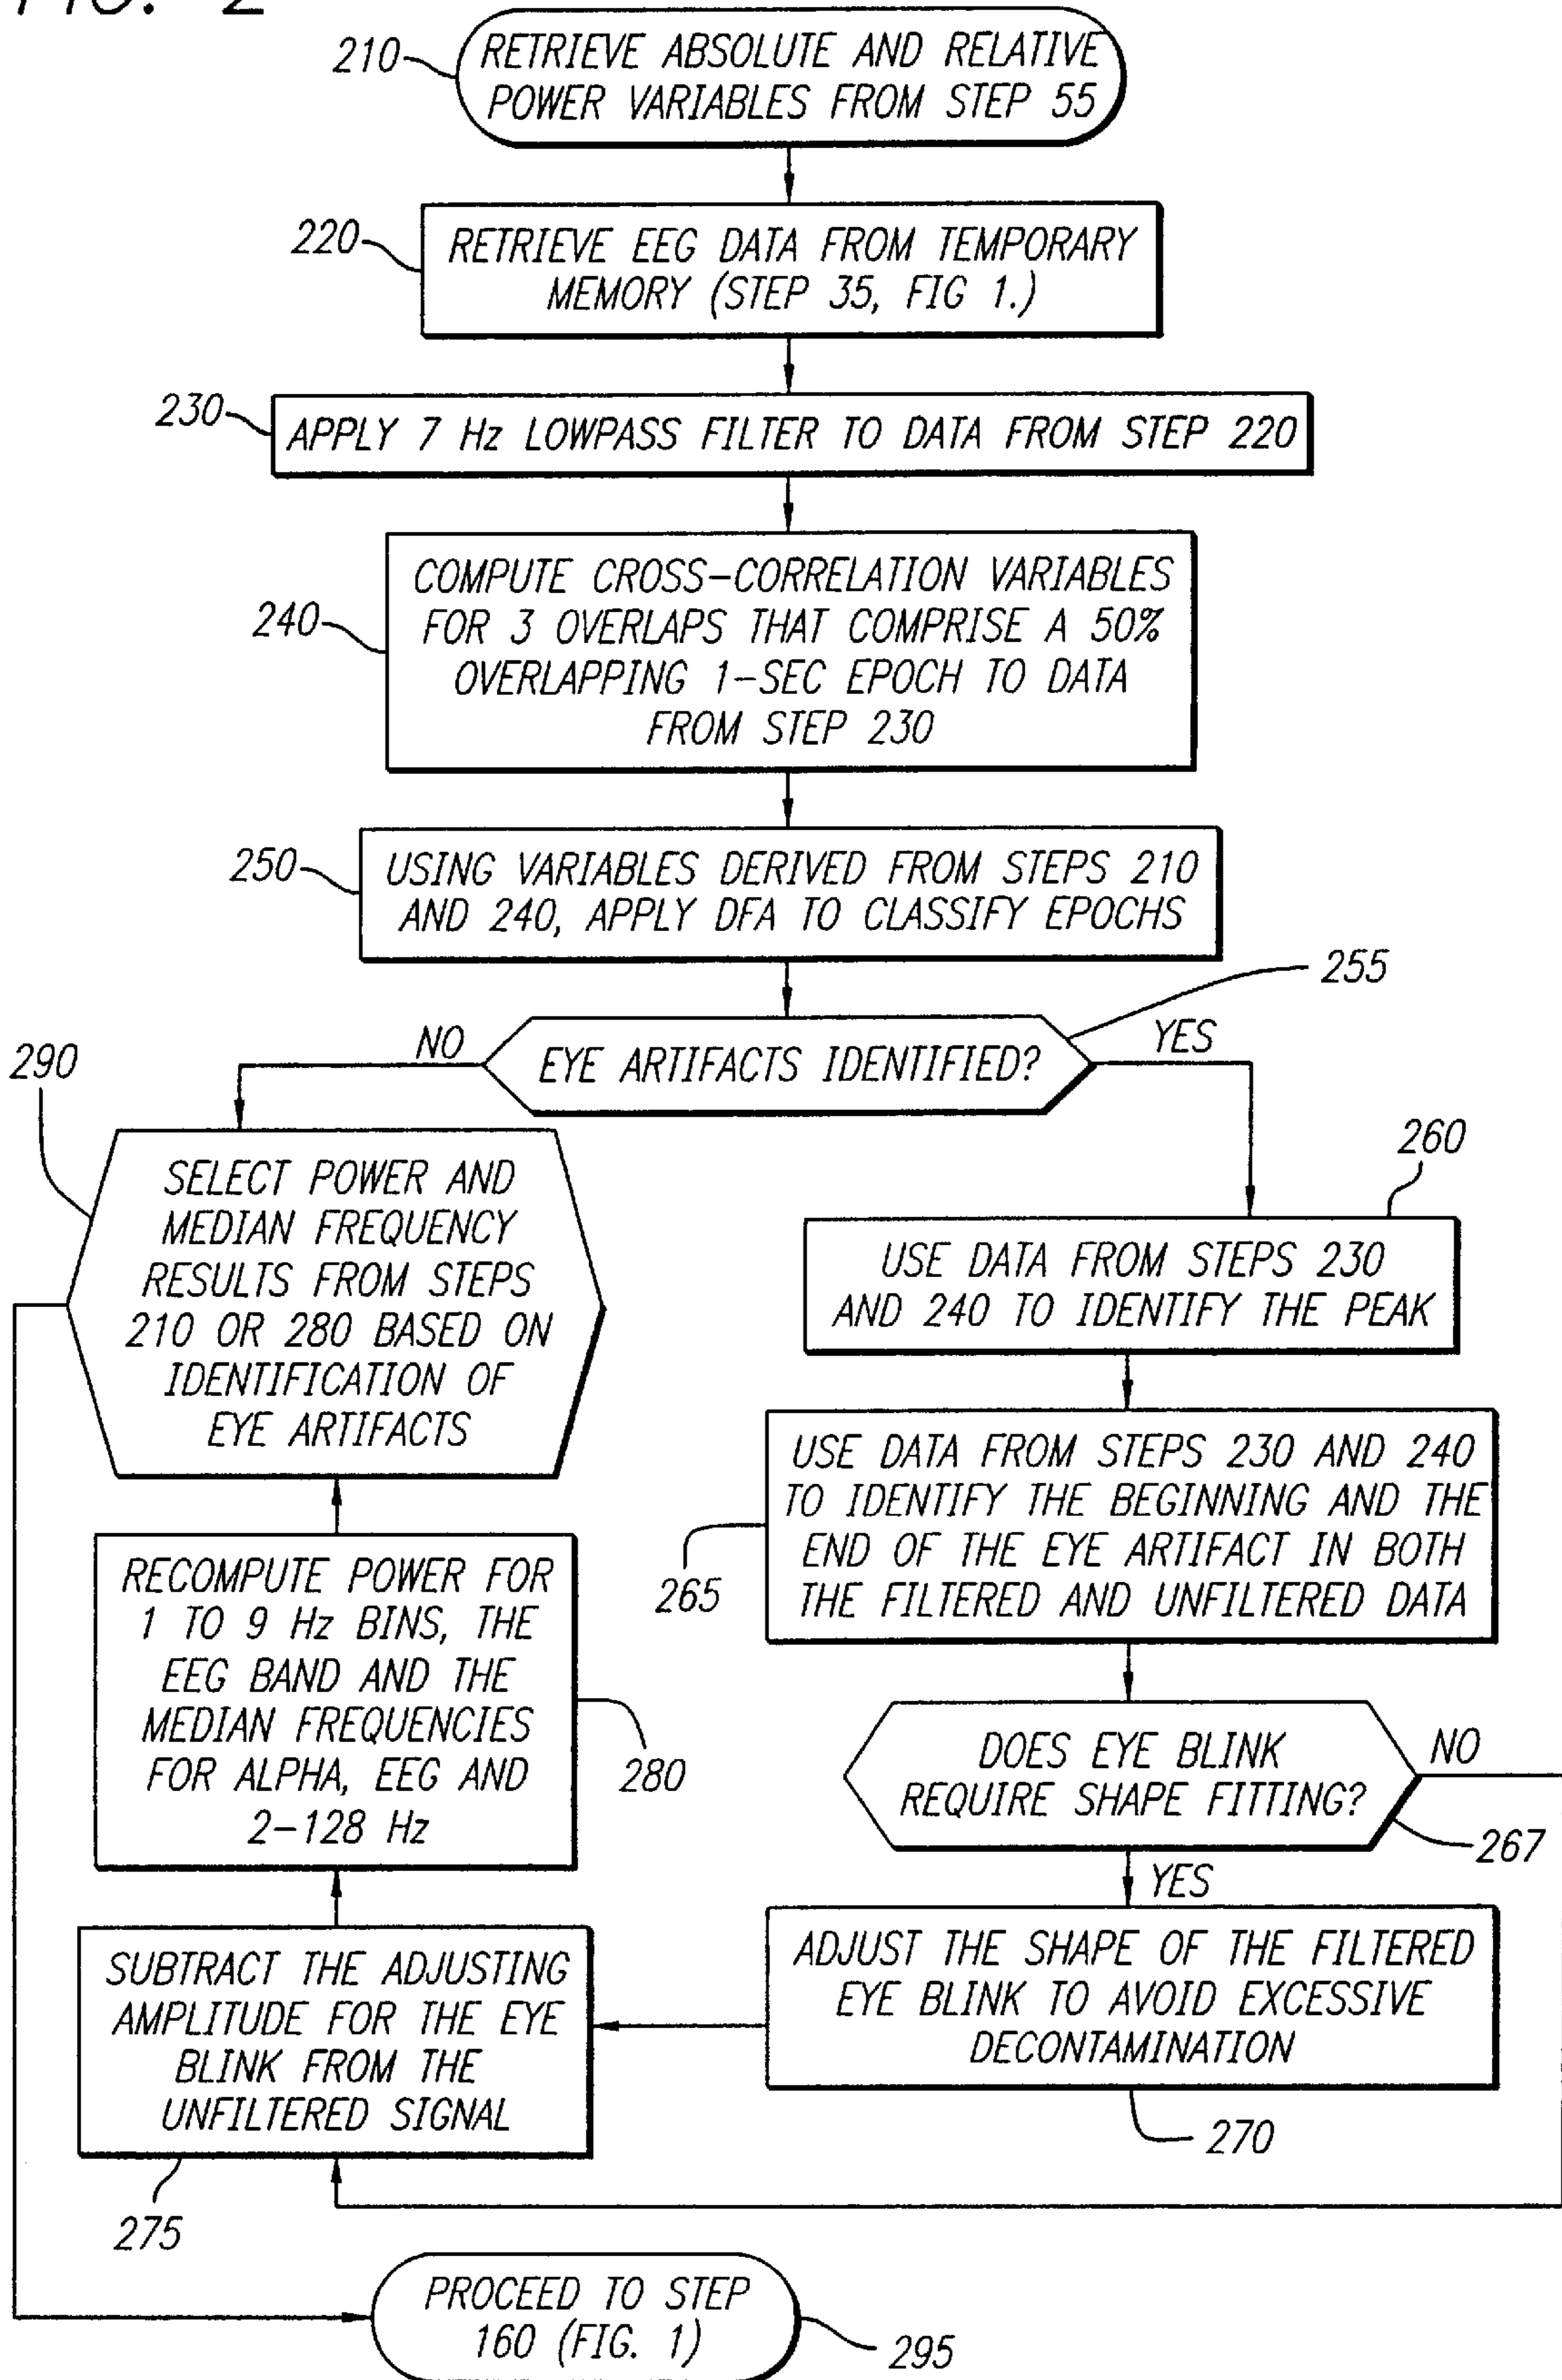 FIG. 2
210
RETRIEVE ABSOLUTE AND RELATIVE
POWER VARIABLES FROM STEP 55
220
RETRIEVE EEG DATA FROM TEMPORARY
MEMORY (STEP 35, FIG 1.)
230
APPLY 7 Hz LOWPASS FILTER TO DATA FROM STEP 220
240
COMPUTE CROSS-CORRELATION VARIABLES
FOR 3 OVERLAPS THAT COMPRISE A 50%
OVERLAPPING 1-SEC EPOCH TO DATA
FROM STEP 230
250
USING VARIABLES DERIVED FROM STEPS 210
AND 240, APPLY DFA TO CLASSIFY EPOCHS
255
EYE ARTIFACTS IDENTIFIED?
NO
YES
290
SELECT POWER AND
MEDIAN FREQUENCY
RESULTS FROM STEPS
210 OR 280 BASED ON
IDENTIFICATION OF
EYE ARTIFACTS
260
USE DATA FROM STEPS 230
AND 240 TO IDENTIFY THE PEAK
265
USE DATA FROM STEPS 230 AND 240
TO IDENTIFY THE BEGINNING AND THE
END OF THE EYE ARTIFACT IN BOTH
THE FILTERED AND UNFILTERED DATA
DOES EYE BLINK
REQUIRE SHAPE FITTING?
NO
267
YES
ADJUST THE SHAPE OF THE FILTERED
EYE BLINK TO AVOID EXCESSIVE
DECONTAMINATION
270
RECOMPUTE POWER FOR
1 TO 9 Hz BINS, THE
EEG BAND AND THE
MEDIAN FREQUENCIES
FOR ALPHA, EEG AND
2-128 Hz
280
SUBTRACT THE ADJUSTING
AMPLITUDE FOR THE EYE
BLINK FROM THE
UNFILTERED SIGNAL
275
PROCEED TO STEP
160 (FIG. 1)
295